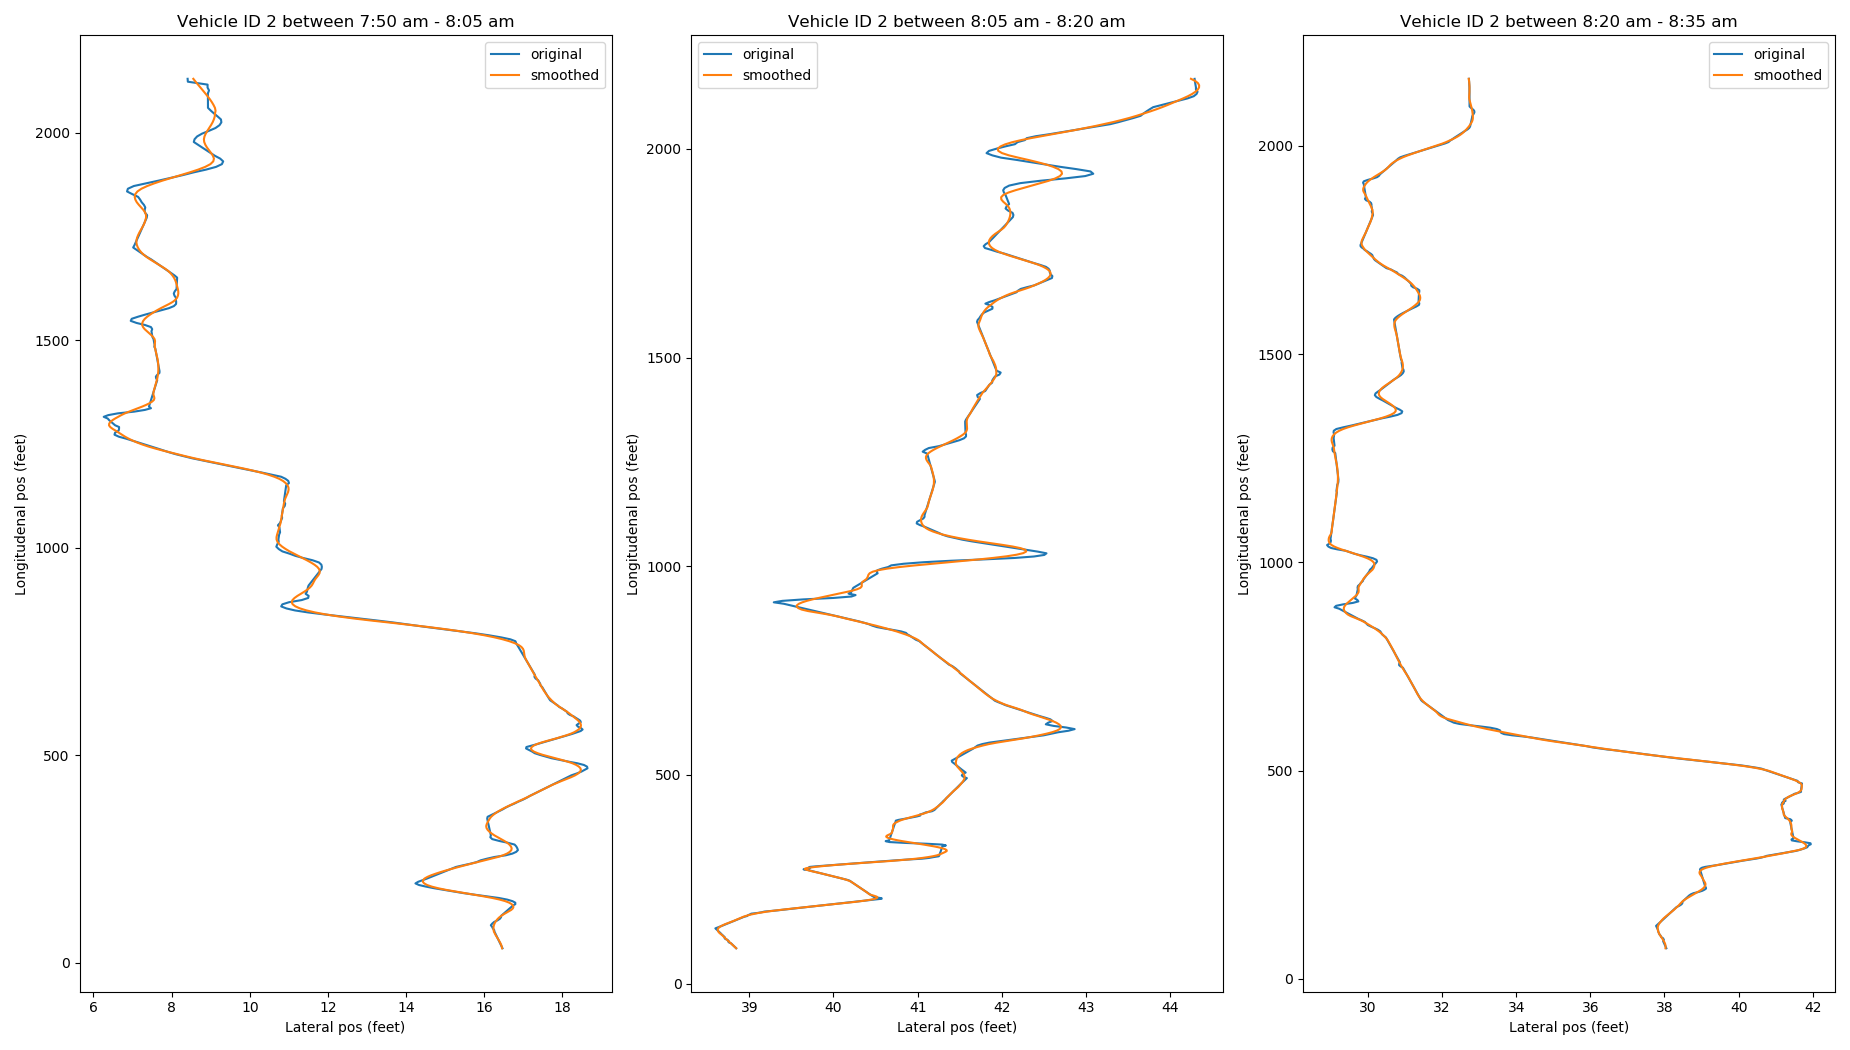 Vehicle ID 2 between 7:50 am - 8:05 am
original
smoothed
2000
1500
1000
500
0
Longitudenal pos (feet)
6 8 10 12 14 16 18
Lateral pos (feet)
Vehicle ID 2 between 8:05 am - 8:20 am
original
smoothed
2000
1500
1000
500
0
Longitudenal pos (feet)
39 40 41 42 43 44
Lateral pos (feet)
Vehicle ID 2 between 8:20 am - 8:35 am
original
smoothed
2000
1500
1000
500
0
Longitudenal pos (feet)
30 32 34 36 38 40 42
Lateral pos (feet)